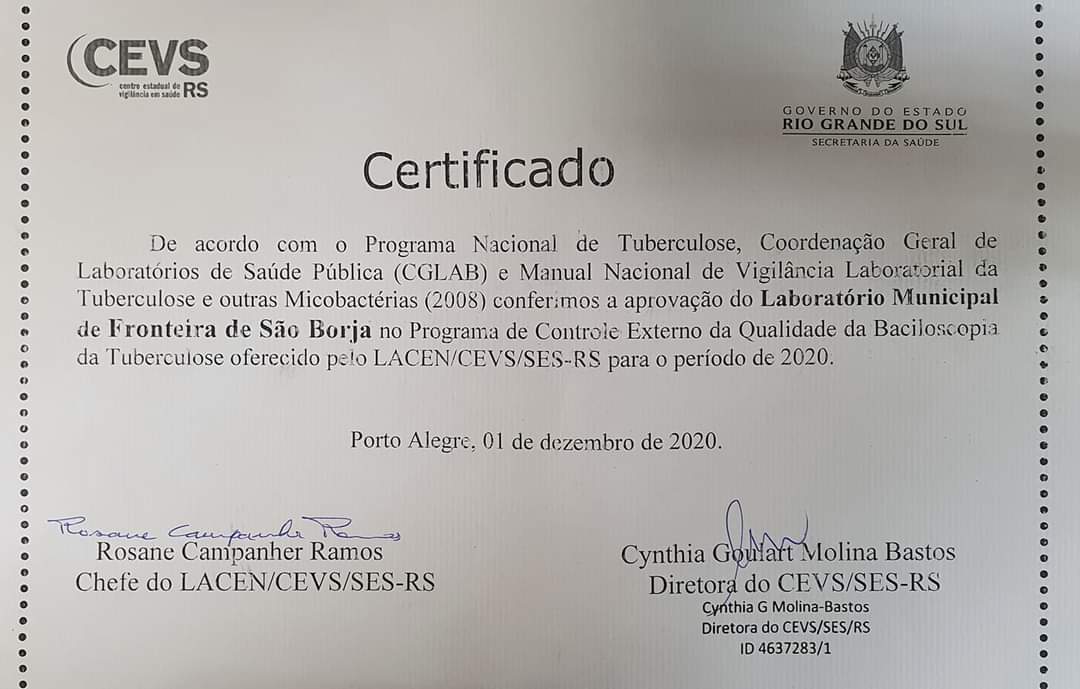 CEVS
centro estadual de
vigilância em saúde RS
GOVERNO DO ESTADO
RIO GRANDE DO SUL
SECRETARIA DA SAÚDE
Certificado
De acordo com o Programa Nacional de Tuberculose, Coordenação Geral de
Laboratórios de Saúde Pública (CGLAB) e Manual Nacional de Vigilância Laboratorial da
Tuberculose e outras Micobactérias (2008) conferimos a aprovação do Laboratório Municipal
de Fronteira de São Borja no Programa de Controle Externo da Qualidade da Baciloscopia
da Tuberculose oferecido pelo LACEN/CEVS/SES-RS para o período de 2020.
Porto Alegre, 01 de dezembro de 2020.
Rosane Campanher Ramos
Rosane Campanher Ramos
Chefe do LACEN/CEVS/SES-RS
Cynthia Goulart Molina Bastos
Diretora do CEVS/SES-RS
Cynthia G Molina-Bastos
Diretora do CEVS/SES/RS
ID 4637283/1